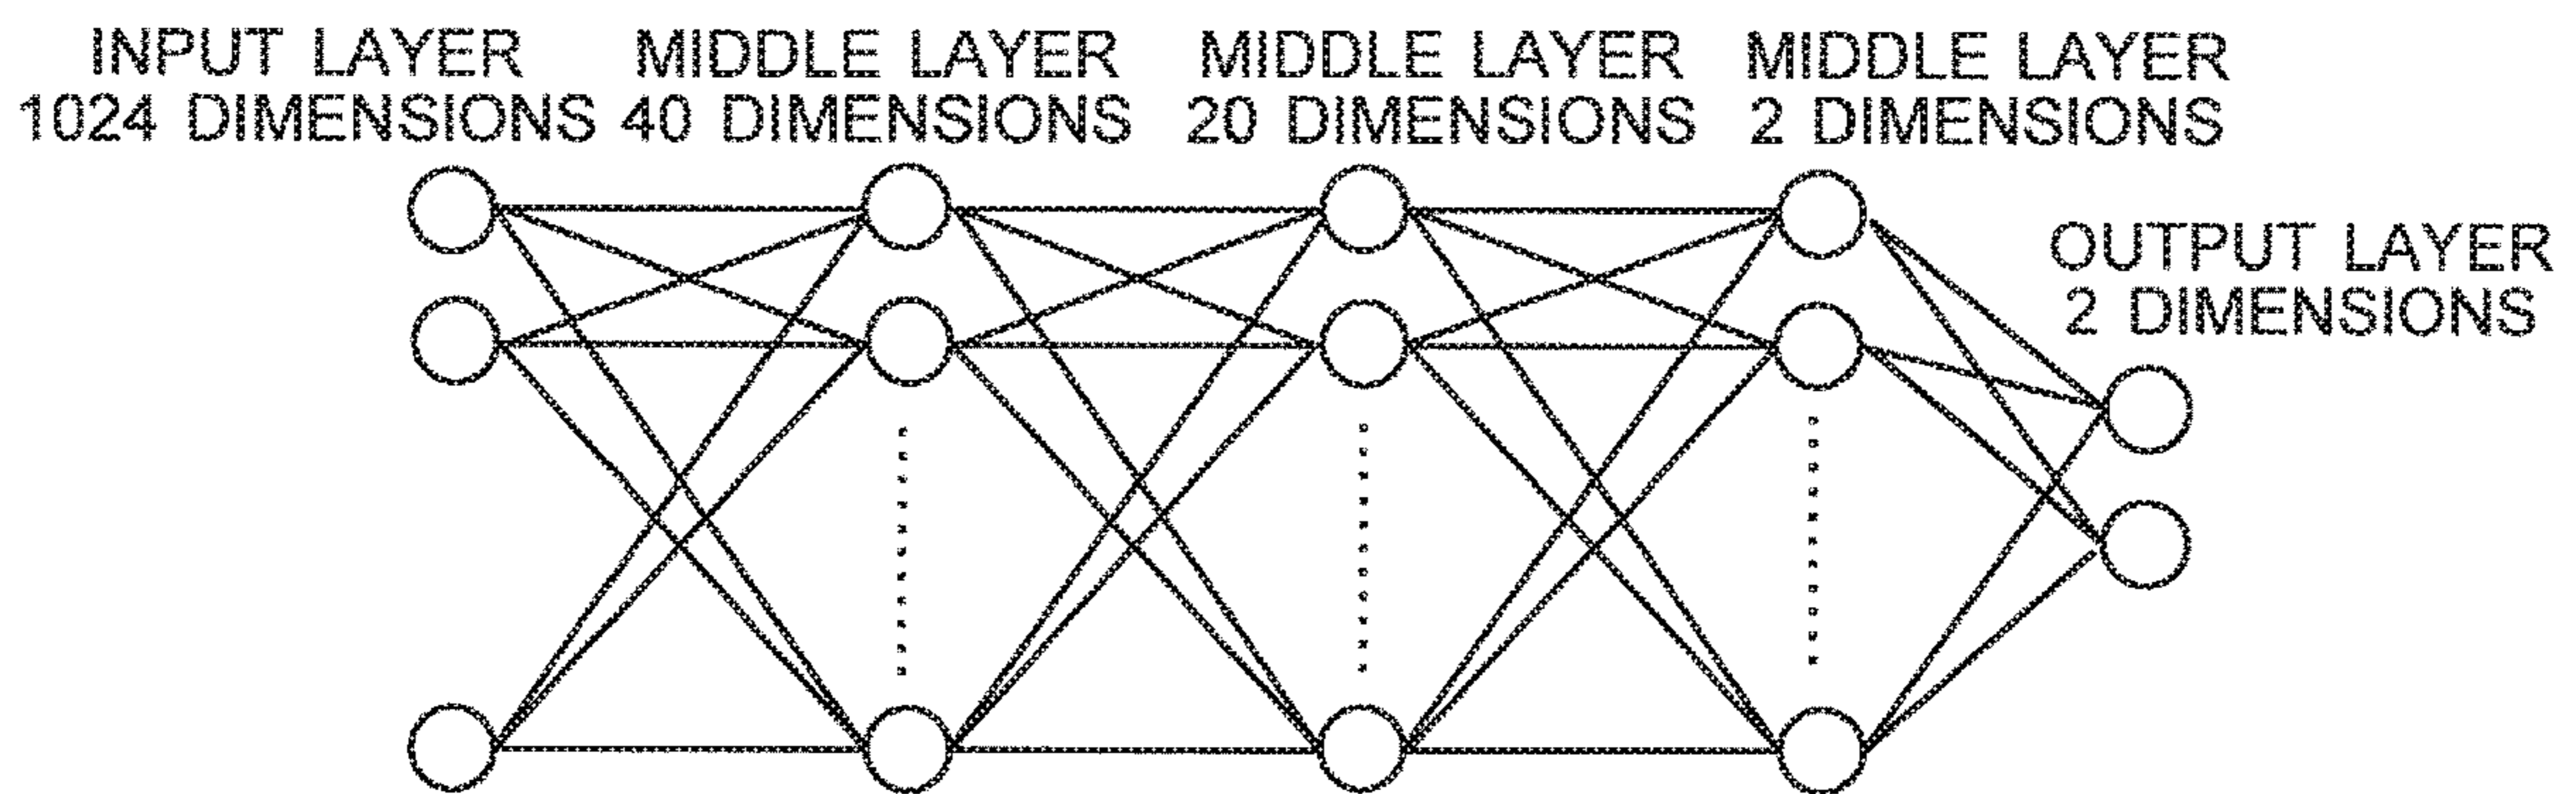 INPUT LAYER
1024 DIMENSIONS
MIDDLE LAYER
40 DIMENSIONS
MIDDLE LAYER
20 DIMENSIONS
MIDDLE LAYER
2 DIMENSIONS
OUTPUT LAYER
2 DIMENSIONS